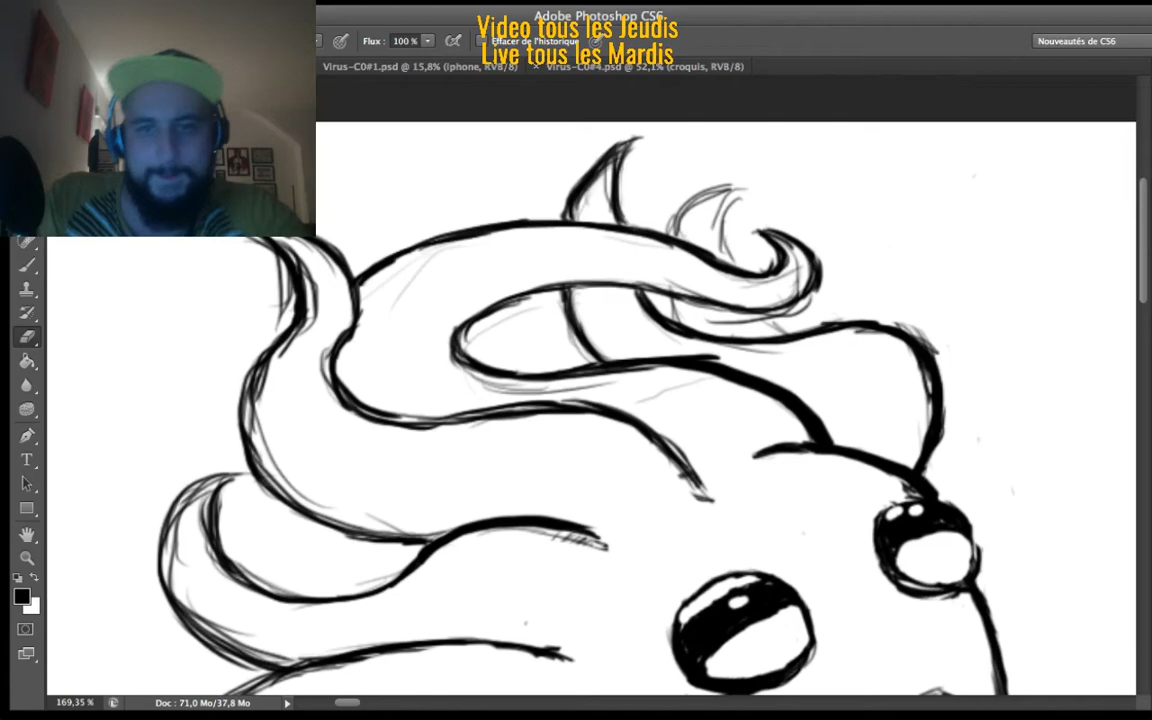 Adobe Photoshop CS6
Video tous les Jeudis
Live tous les Mardis
Flux : 100 % Effacer de l'historique Nouveautés de CS6
Virus-C0#1.psd @ 15,8% (iphone, RVB/8) × Virus-C0#4.psd @ 52,1% (croquis, RVB/8)
T
169,35 % Doc : 71,0 Mo/37,8 Mo